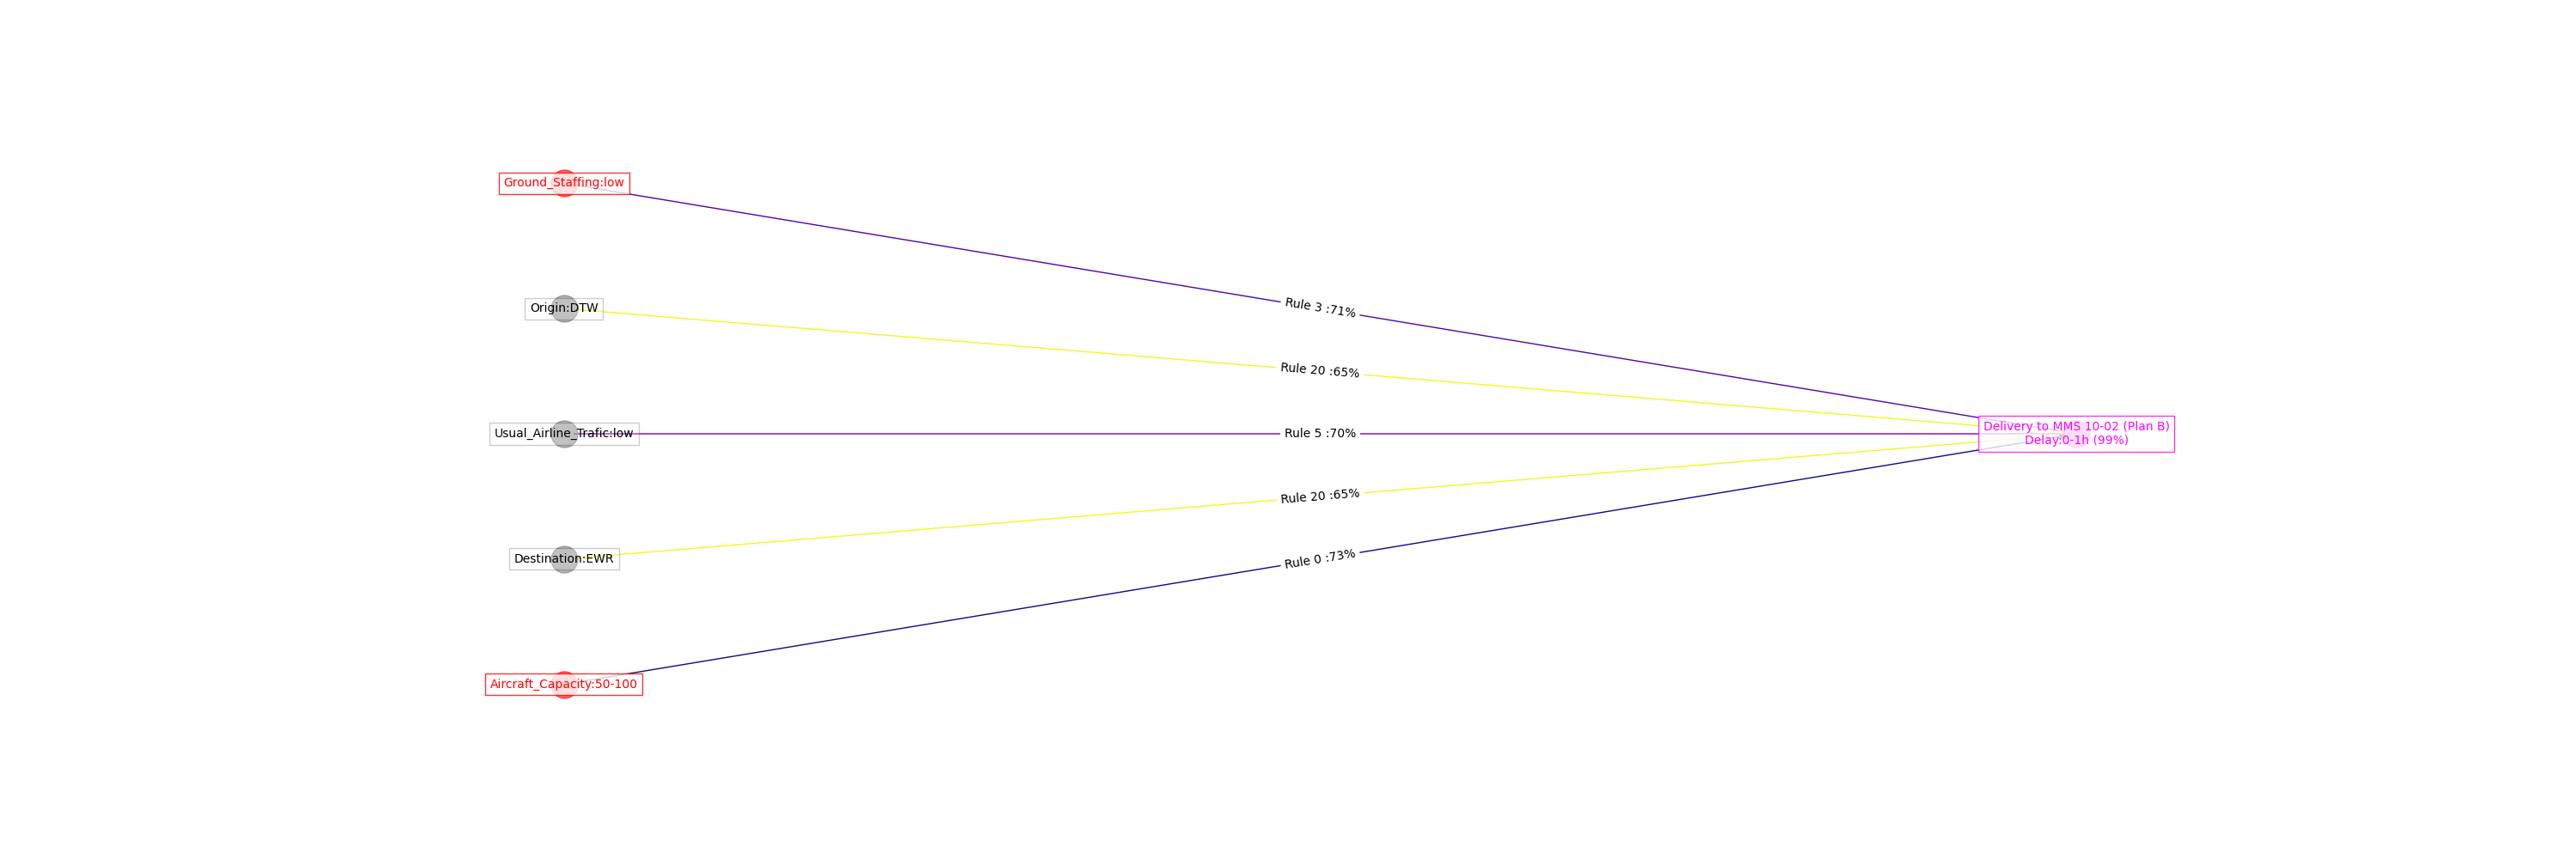 Ground_Staffing:low
Rule 3 :71%
Origin:DTW
Rule 20 :65%
Usual_Airline_Trafic:low
Rule 5 :70%
Delivery to MMS 10-02 (Plan B)
Delay:0-1h (99%)
Rule 20 :65%
Destination:EWR
Rule 0 :73%
Aircraft_Capacity:50-100